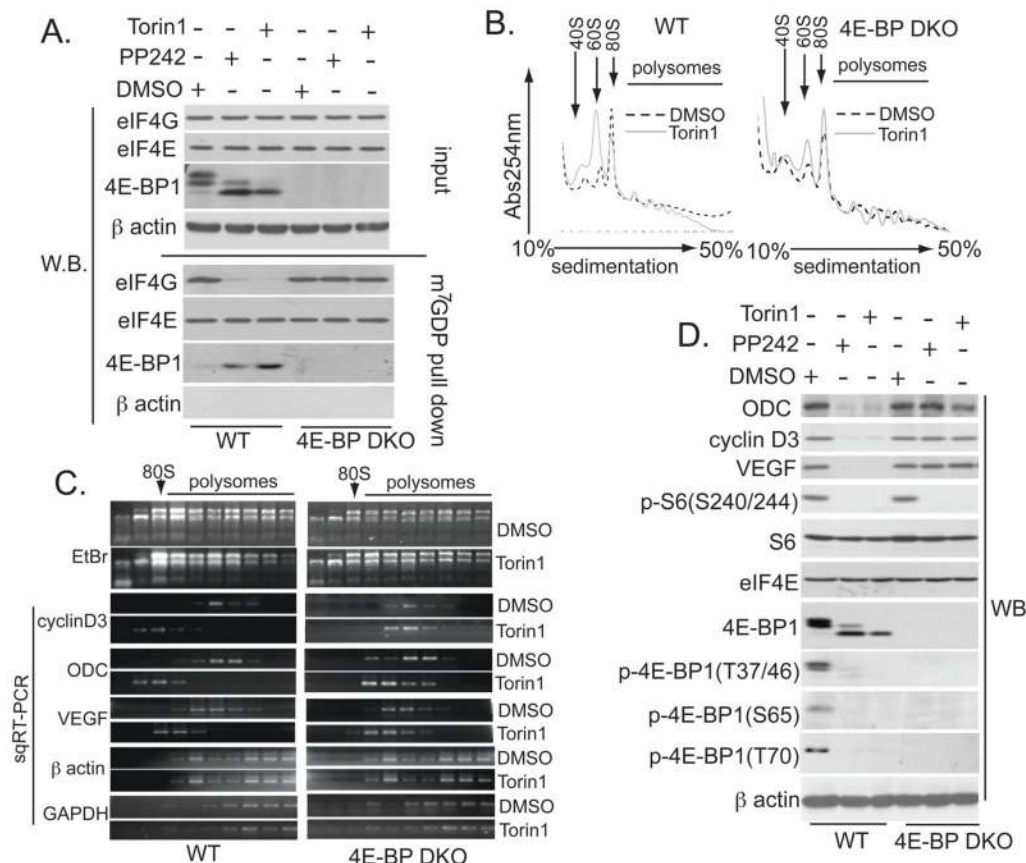 A.
Torin1 - - + - - +
PP242 - + - - + -
DMSO + - - + - -
eIF4G
eIF4E
4E-BP1
β actin
input
W.B.
eIF4G
eIF4E
4E-BP1
β actin
m⁷GDP pull down
WT 4E-BP DKO
B.
40S 60S 80S
WT
polysomes
DMSO
Torin1
Abs254nm
10% 50%
sedimentation
40S 60S 80S
4E-BP DKO
polysomes
DMSO
Torin1
10% 50%
sedimentation
C.
80S polysomes 80S polysomes
DMSO
EtBr
Torin1
sqRT-PCR
cyclinD3
DMSO
Torin1
ODC
DMSO
Torin1
VEGF
DMSO
Torin1
β actin
DMSO
Torin1
GAPDH
DMSO
Torin1
WT 4E-BP DKO
D.
Torin1 - - + - - +
PP242 - + - - + -
DMSO + - - + - -
ODC
cyclin D3
VEGF
p-S6(S240/244)
S6
eIF4E
4E-BP1
p-4E-BP1(T37/46)
p-4E-BP1(S65)
p-4E-BP1(T70)
β actin
WB
WT 4E-BP DKO